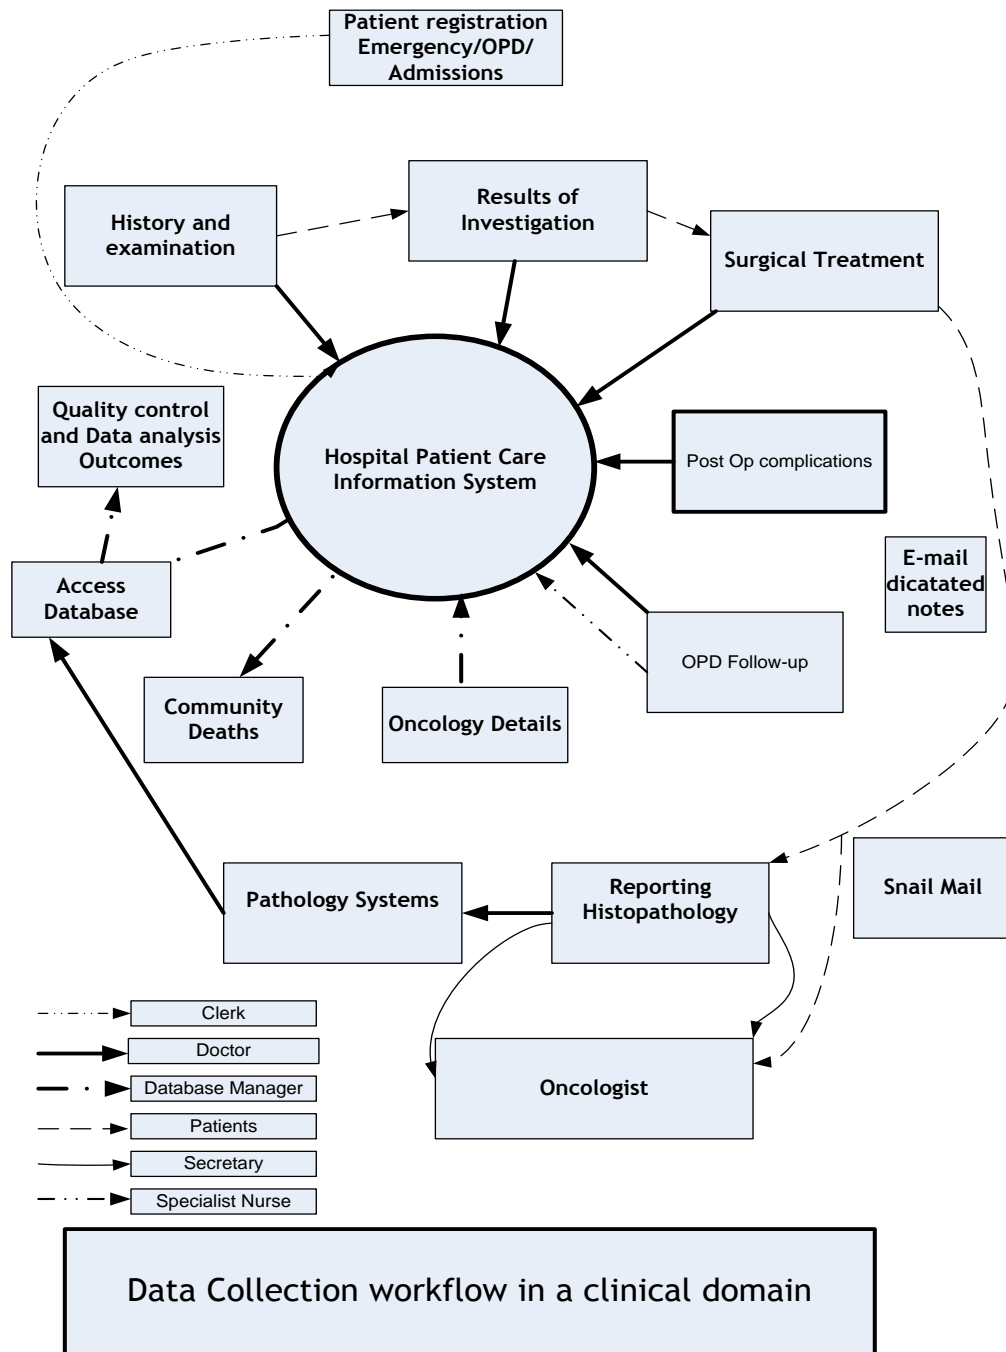 Patient registration
Emergency/OPD/
Admissions
Results of
Investigation
History and
examination
Surgical Treatment
Quality control
and Data analysis
Outcomes
Hospital Patient Care
Information System
Post Op complications
E-mail
dicatated
notes
Access
Database
OPD Follow-up
Community
Deaths
Oncology Details
Pathology Systems
Reporting
Histopathology
Snail Mail
Oncologist
Clerk
Doctor
Database Manager
Patients
Secretary
Specialist Nurse
Data Collection workflow in a clinical domain